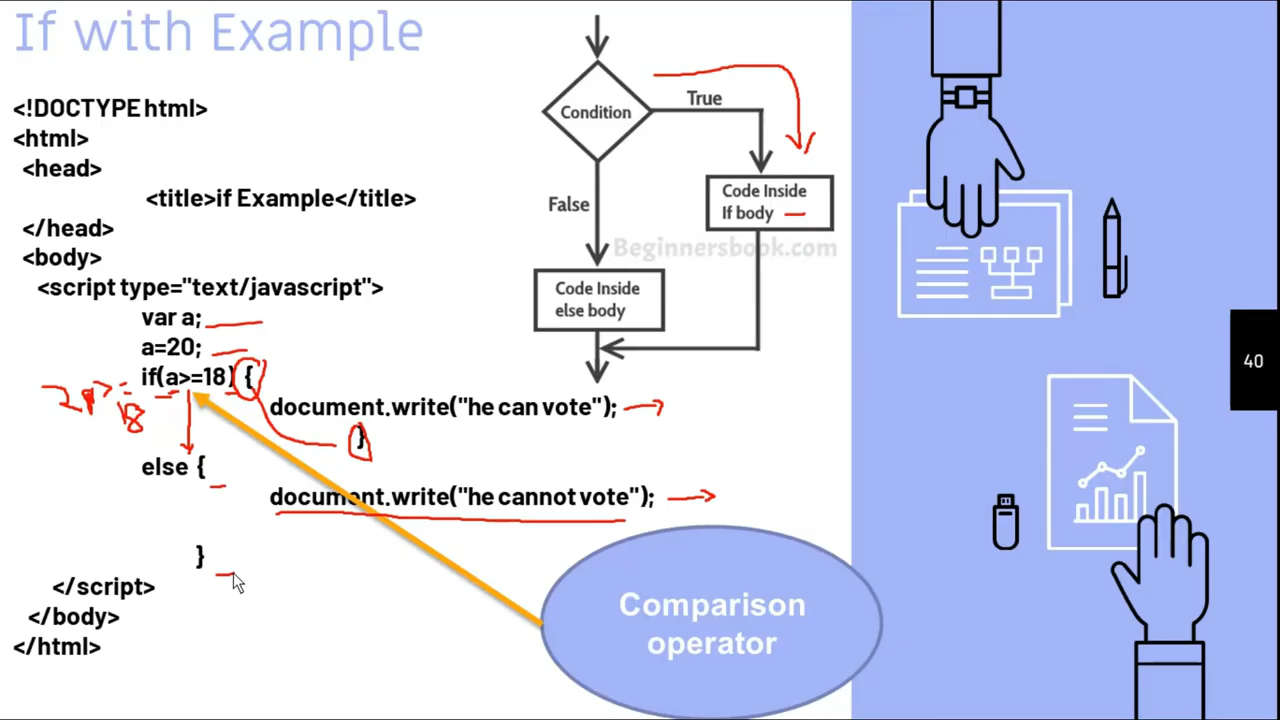 If with Example
<!DOCTYPE html>
<html>
<head>
<title>if Example</title>
</head>
<body>
<script type="text/javascript">
var a;
a=20;
if(a>=18) {
document.write("he can vote");
}
else {
document.write("he cannot vote");
}
</script>
</body>
</html>
Condition
True
False
Code Inside
If body
Beginnersbook.com
Code Inside
else body
18
Comparison
operator
40